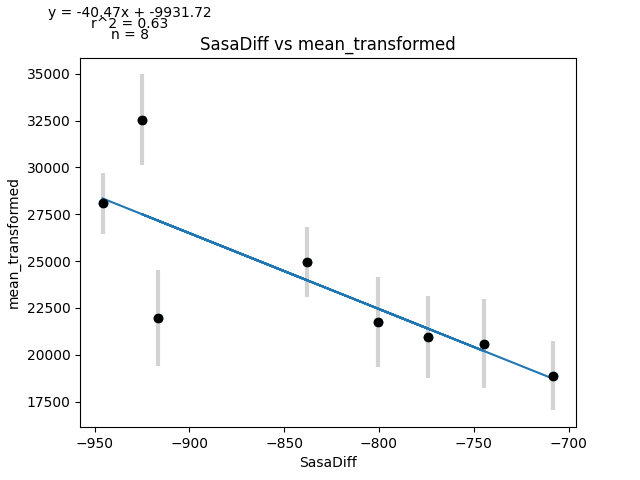 y = -40.47x + -9931.72
r^2 = 0.63
n = 8
SasaDiff vs mean_transformed
35000
32500
30000
27500
25000
22500
20000
17500
mean_transformed
−950
−900
−850
−800
−750
−700
SasaDiff